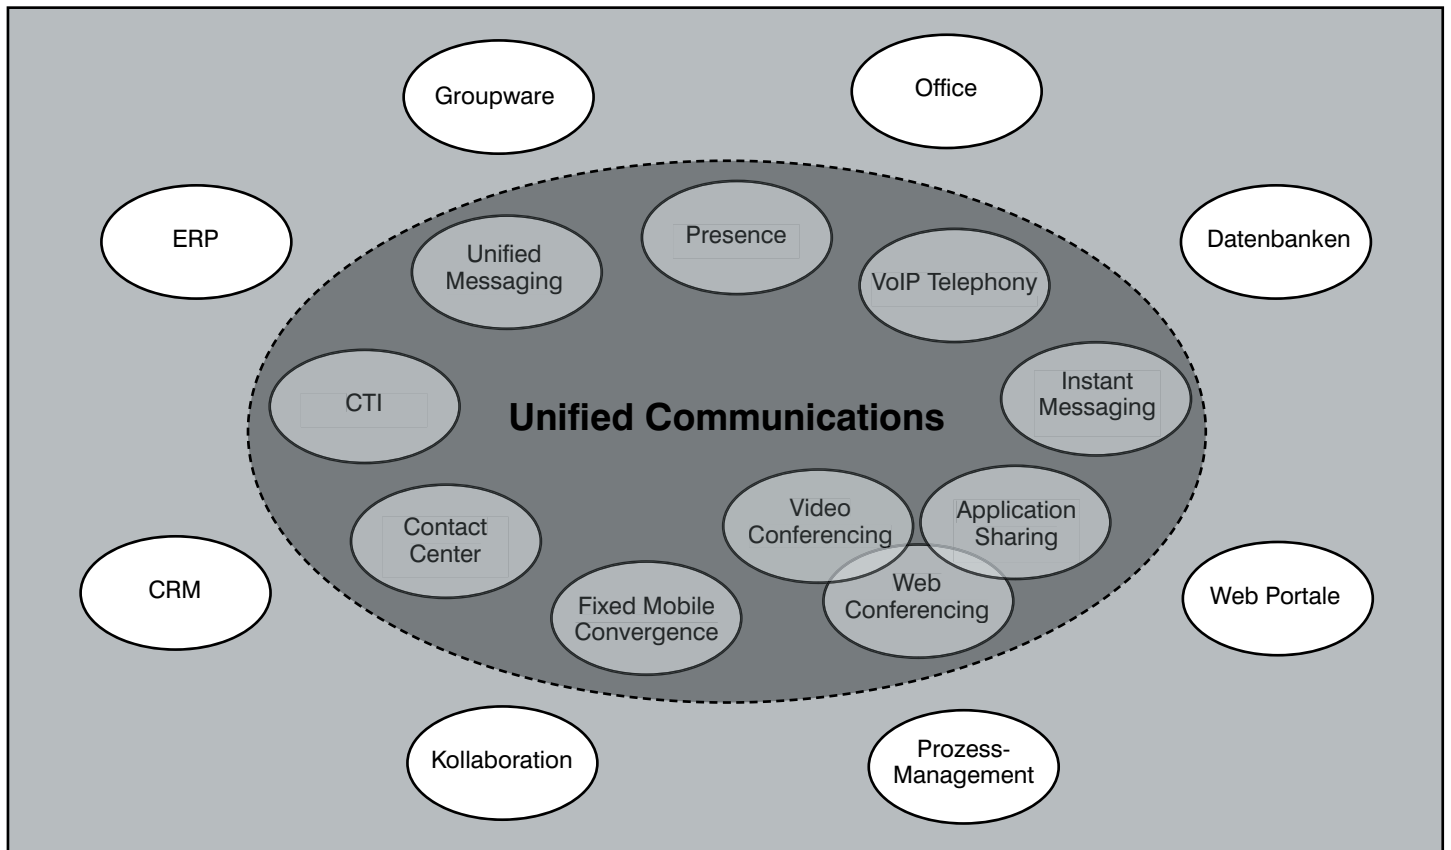 Groupware
Office
ERP
Datenbanken
Unified
Messaging
Presence
VoIP Telephony
CTI
Unified Communications
Instant
Messaging
Contact
Center
Video
Conferencing
Application
Sharing
Fixed Mobile
Convergence
Web
Conferencing
CRM
Web Portale
Kollaboration
Prozess-
Management